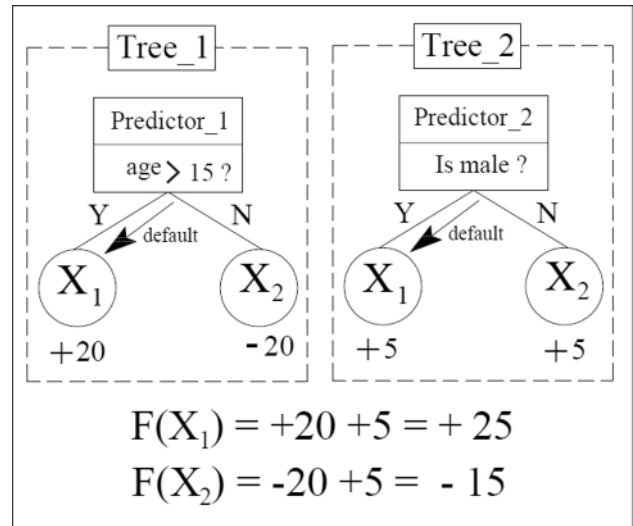 Tree_1
Predictor_1
age > 15 ?
Y N
default
X₁ X₂
+20 -20
Tree_2
Predictor_2
Is male ?
Y N
default
X₁ X₂
+5 +5
F(X₁) = +20 +5 = + 25
F(X₂) = -20 +5 = - 15